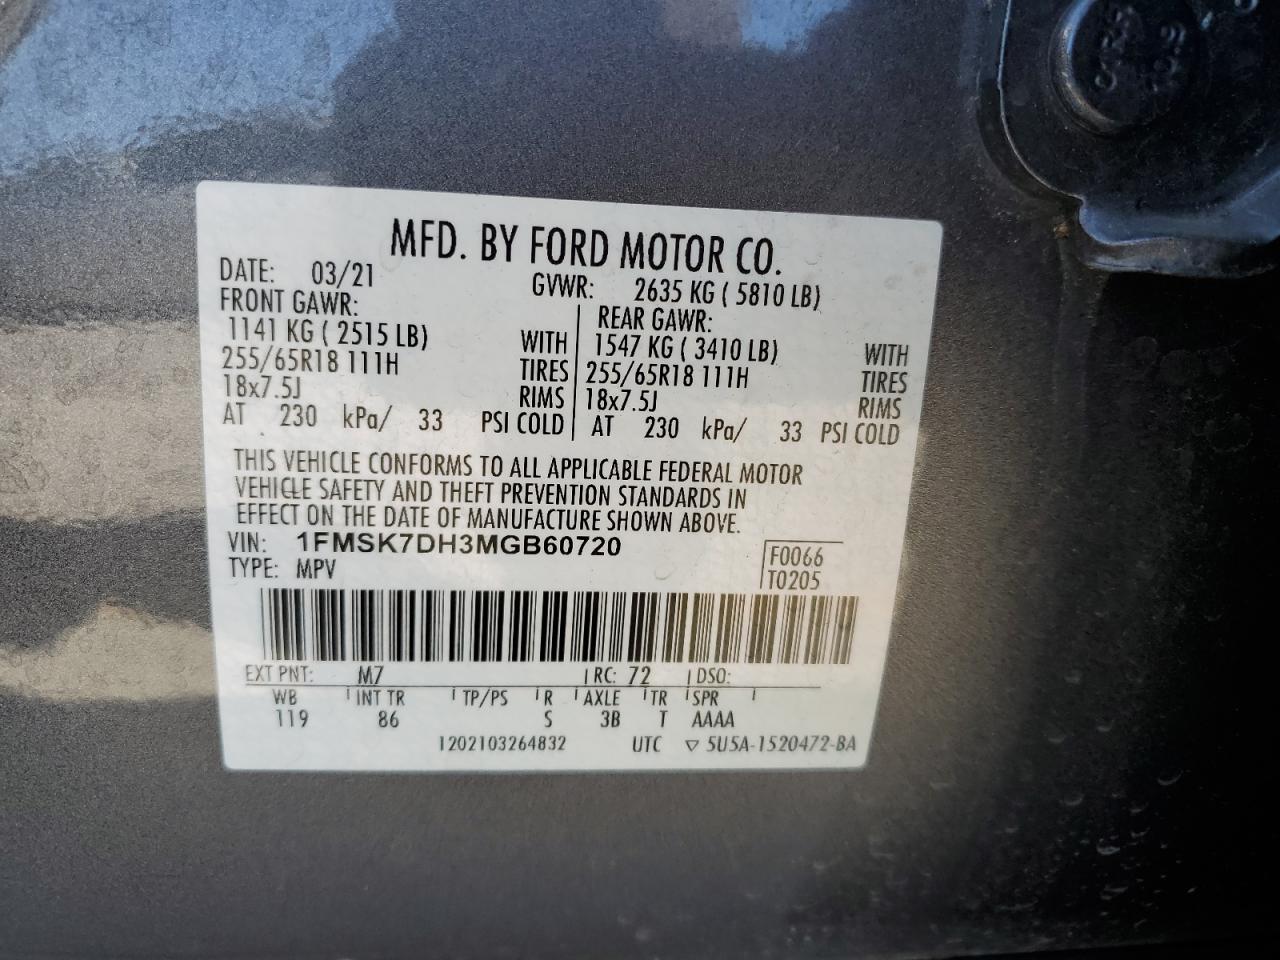 MFD. BY FORD MOTOR CO.
DATE: 03/21 GVWR: 2635 KG ( 5810 LB)
FRONT GAWR: REAR GAWR:
1141 KG ( 2515 LB) WITH 1547 KG ( 3410 LB) WITH
255/65R18 111H TIRES 255/65R18 111H TIRES
18x7.5J RIMS 18x7.5J RIMS
AT 230 kPa/ 33 PSI COLD AT 230 kPa/ 33 PSI COLD
THIS VEHICLE CONFORMS TO ALL APPLICABLE FEDERAL MOTOR
VEHICLE SAFETY AND THEFT PREVENTION STANDARDS IN
EFFECT ON THE DATE OF MANUFACTURE SHOWN ABOVE.
VIN: 1FMSK7DH3MGB60720
F0066
TYPE: MPV T0205
EXT PNT: M7 RC: 72 DSO:
WB INT TR TP/PS R AXLE TR SPR
119 86 S 3B T AAAA
1202103264832 UTC ▽ 5U5A-1520472-BA